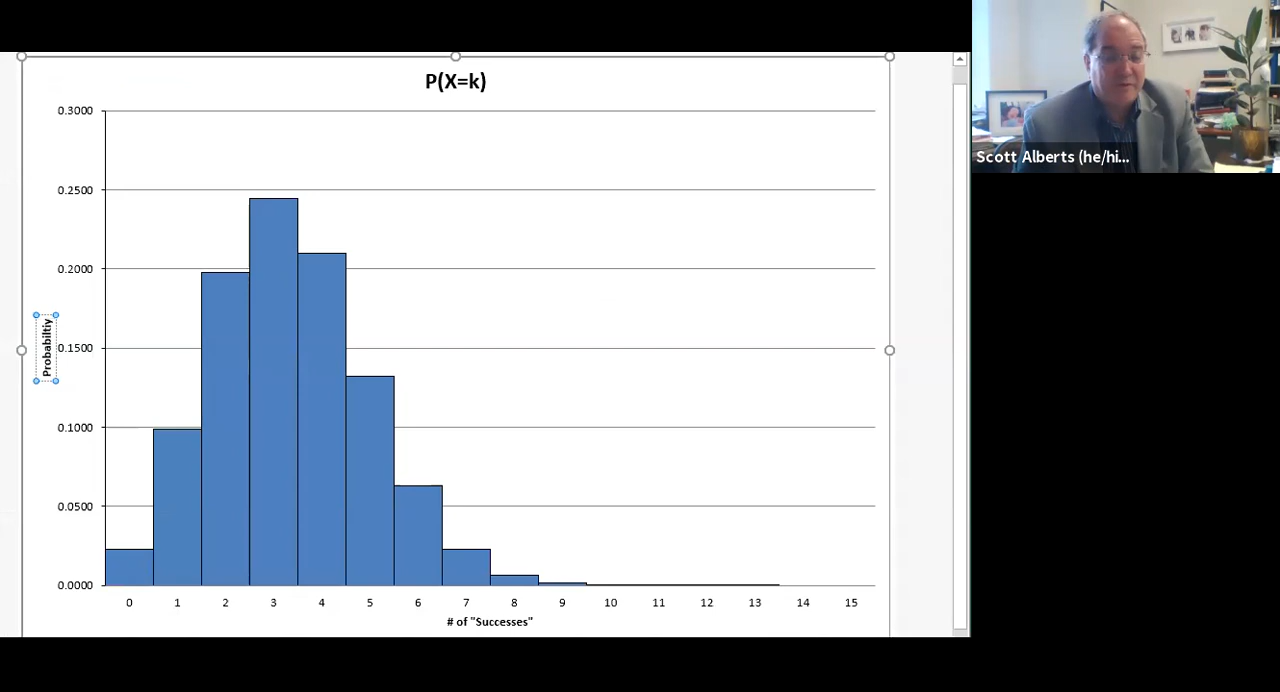 P(X=k)
0.3000
0.2500
0.2000
0.1500
0.1000
0.0500
0.0000
Probabiltiy
0 1 2 3 4 5 6 7 8 9 10 11 12 13 14 15
# of "Successes"
Scott Alberts (he/hi...